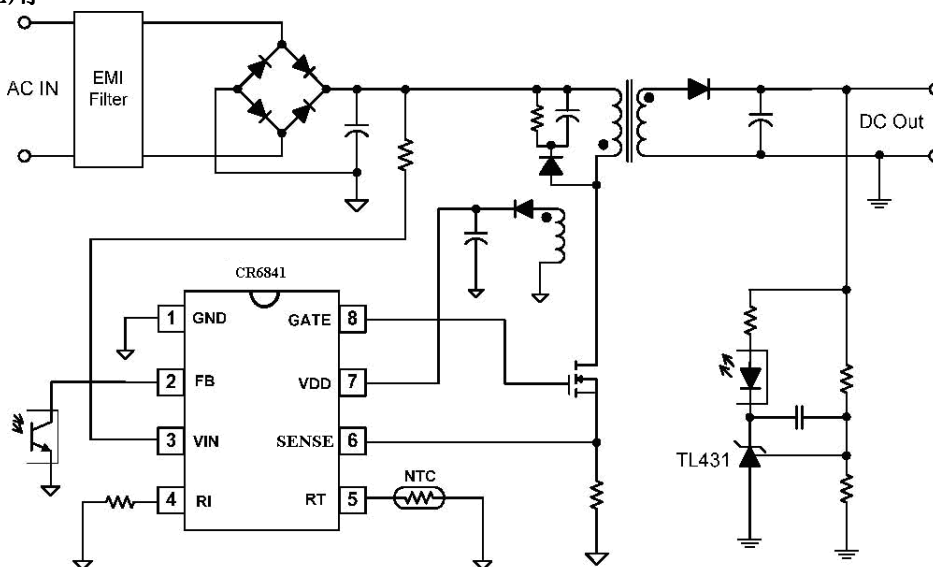 AC IN
EMI
Filter
DC Out
CR6841
1 GND
GATE 8
2 FB
VDD 7
3 VIN
SENSE 6
4 RI
RT 5
NTC
TL431